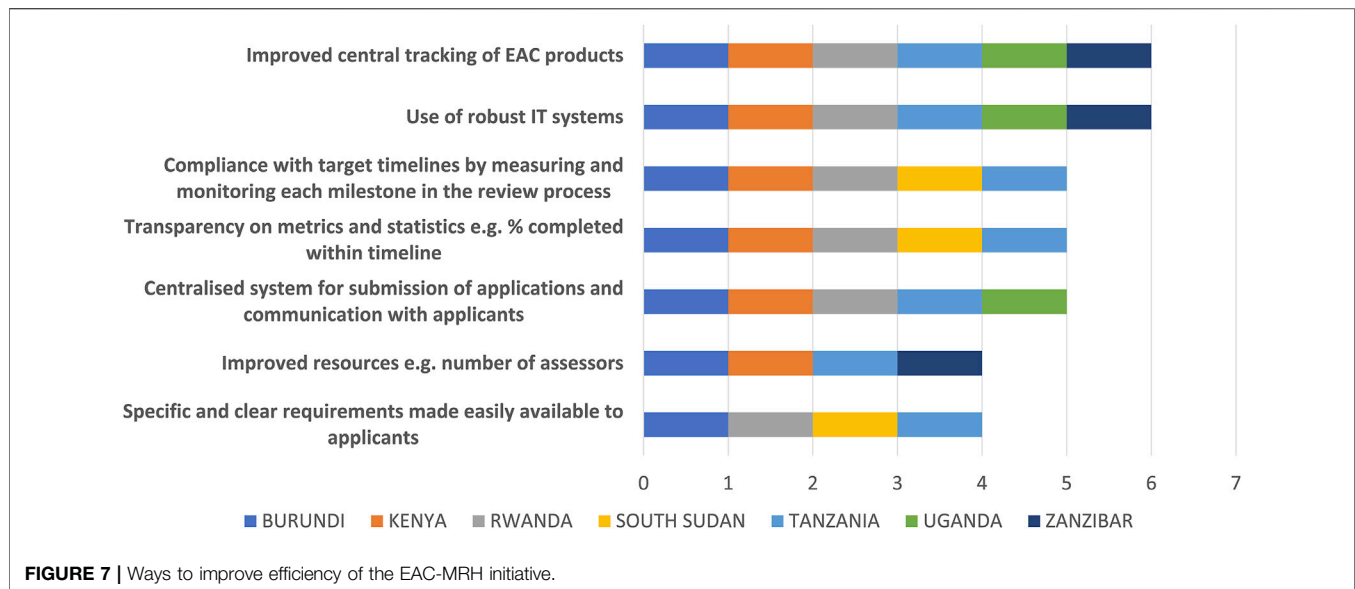 Improved central tracking of EAC products
Use of robust IT systems
Compliance with target timelines by measuring and
monitoring each milestone in the review process
Transparency on metrics and statistics e.g. % completed
within timeline
Centralised system for submission of applications and
communication with applicants
Improved resources e.g. number of assessors
Specific and clear requirements made easily available to
applicants
0 1 2 3 4 5 6 7
BURUNDI KENYA RWANDA SOUTH SUDAN TANZANIA UGANDA ZANZIBAR
FIGURE 7 | Ways to improve efficiency of the EAC-MRH initiative.